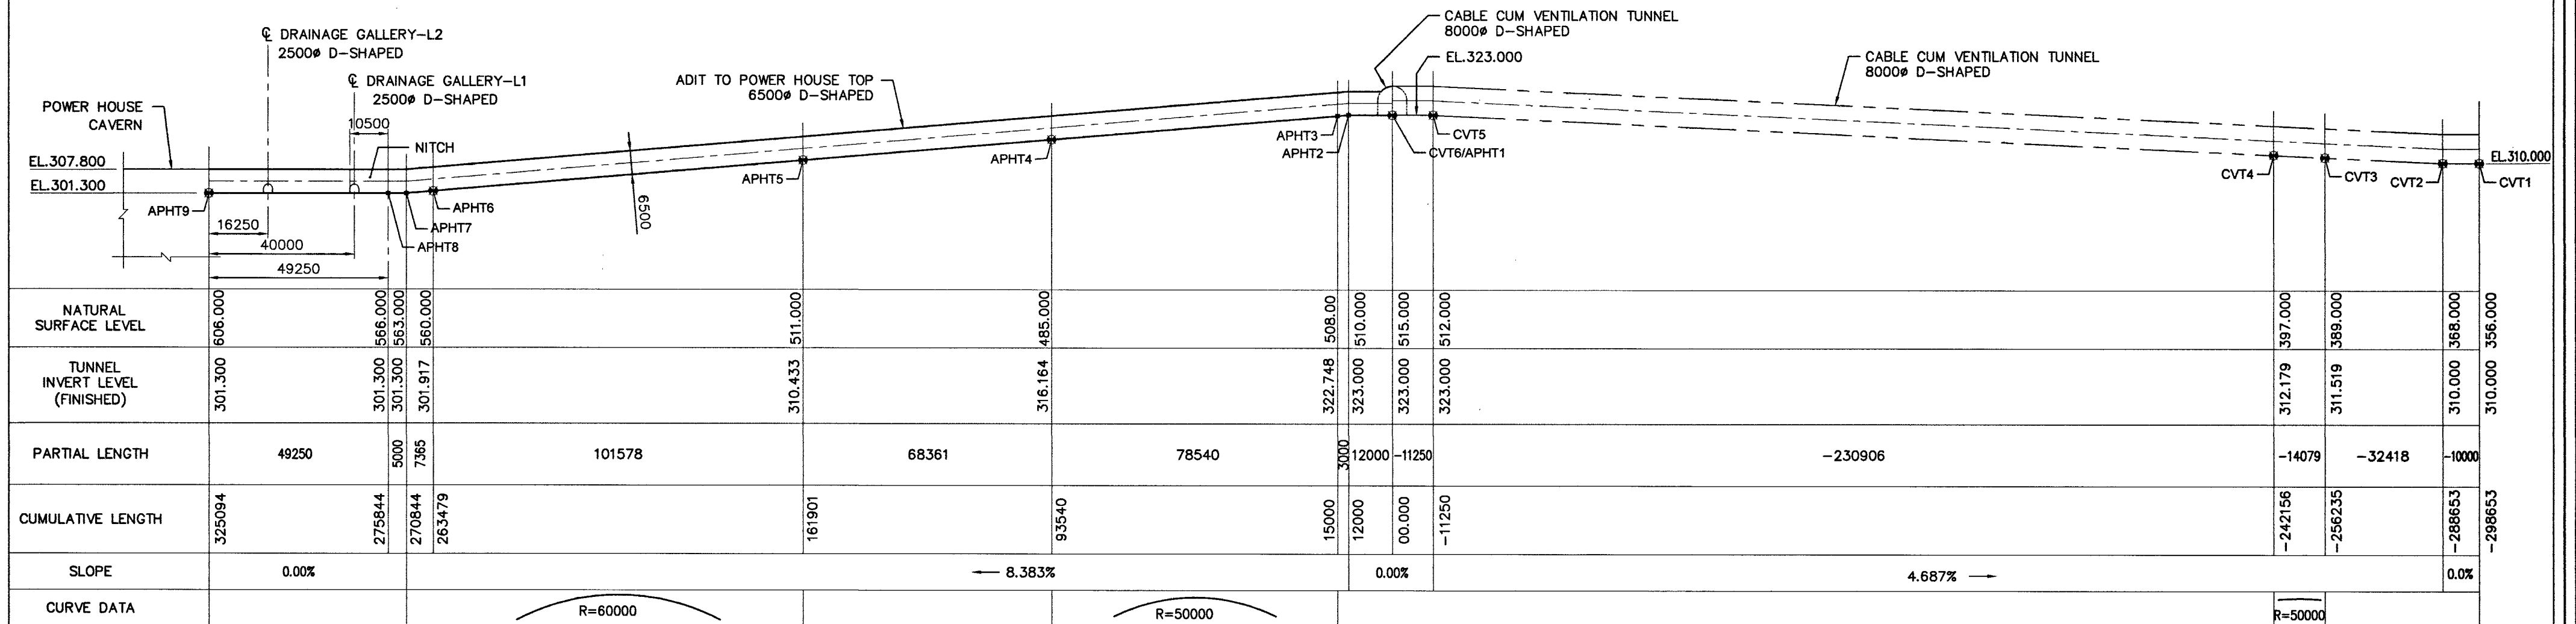 ℄ DRAINAGE GALLERY-L2
2500ø D-SHAPED
℄ DRAINAGE GALLERY-L1
2500ø D-SHAPED
POWER HOUSE
CAVERN
10500
NITCH
ADIT TO POWER HOUSE TOP
6500ø D-SHAPED
CABLE CUM VENTILATION TUNNEL
8000ø D-SHAPED
EL.323.000
CABLE CUM VENTILATION TUNNEL
8000ø D-SHAPED
EL.307.800
EL.301.300
APHT9
APHT8
APHT7
APHT6
6500
APHT5
APHT4
APHT3
APHT2
CVT6/APHT1
CVT5
CVT4
CVT3
CVT2
CVT1
EL.310.000
16250
40000
49250
NATURAL
SURFACE LEVEL
606.000 566.000 563.000 560.000 511.000 485.000 508.00 510.000 515.000 512.000 397.000 389.000 368.000 356.000
TUNNEL
INVERT LEVEL
(FINISHED)
301.300 301.300 301.300 301.917 310.433 316.164 322.748 323.000 323.000 323.000 312.179 311.519 310.000 310.000
PARTIAL LENGTH 49250 5000 7365 101578 68361 78540 3000 12000 -11250 -230906 -14079 -32418 -10000
CUMULATIVE LENGTH 325094 275844 270844 263479 161901 93540 15000 12000 00.000 -11250 -242156 -256235 -288653 -298653
SLOPE 0.00% ← 8.383% 0.00% 4.687% → 0.0%
CURVE DATA R=60000 R=50000 R=50000